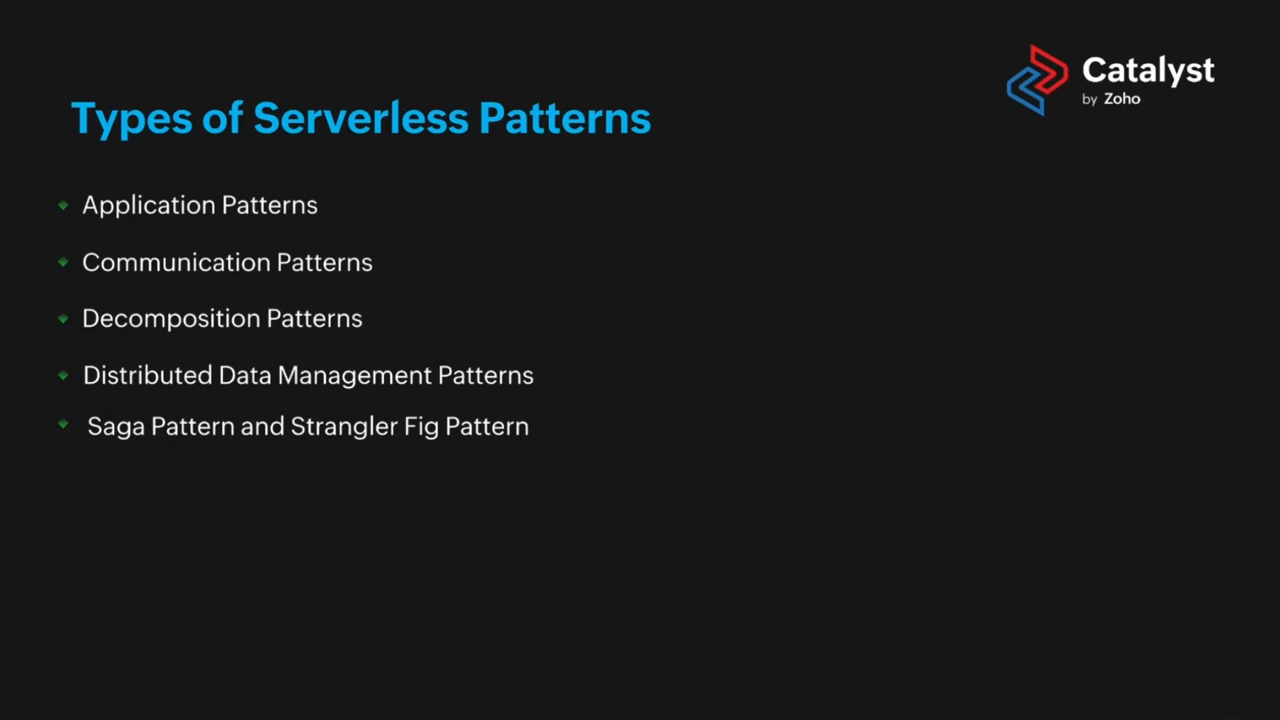 Catalyst
by Zoho
Types of Serverless Patterns
Application Patterns
Communication Patterns
Decomposition Patterns
Distributed Data Management Patterns
Saga Pattern and Strangler Fig Pattern